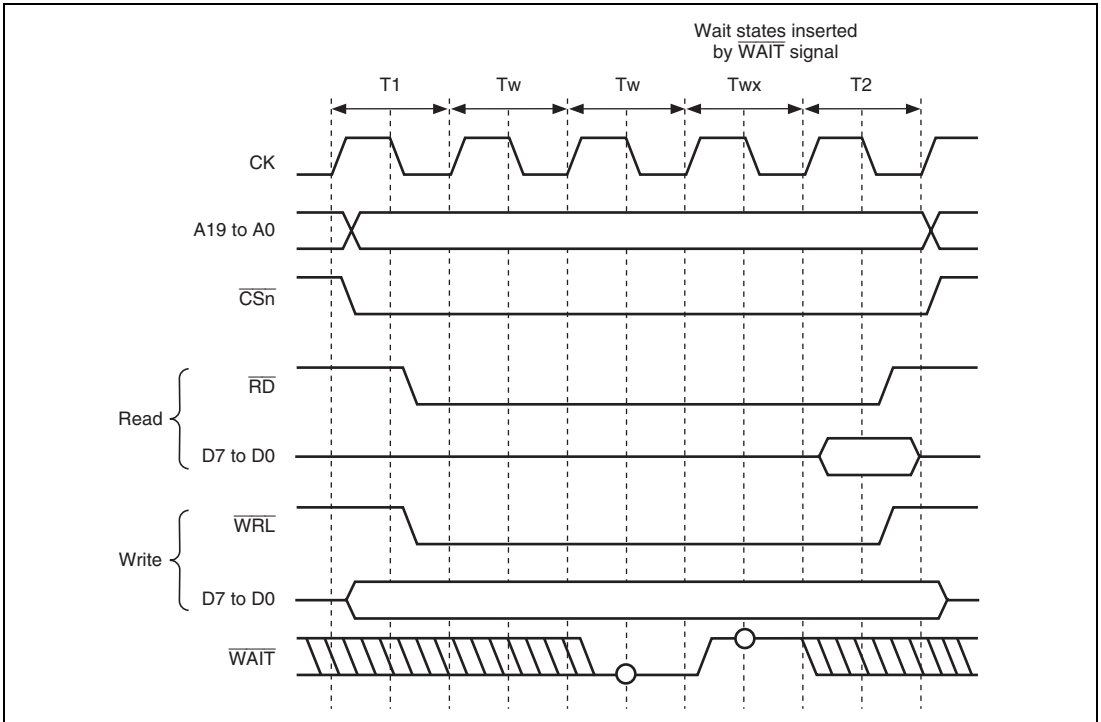 Wait states inserted
by WAIT signal
T1 Tw Tw Twx T2
CK
A19 to A0
CSn
RD
Read
D7 to D0
WRL
Write
D7 to D0
WAIT